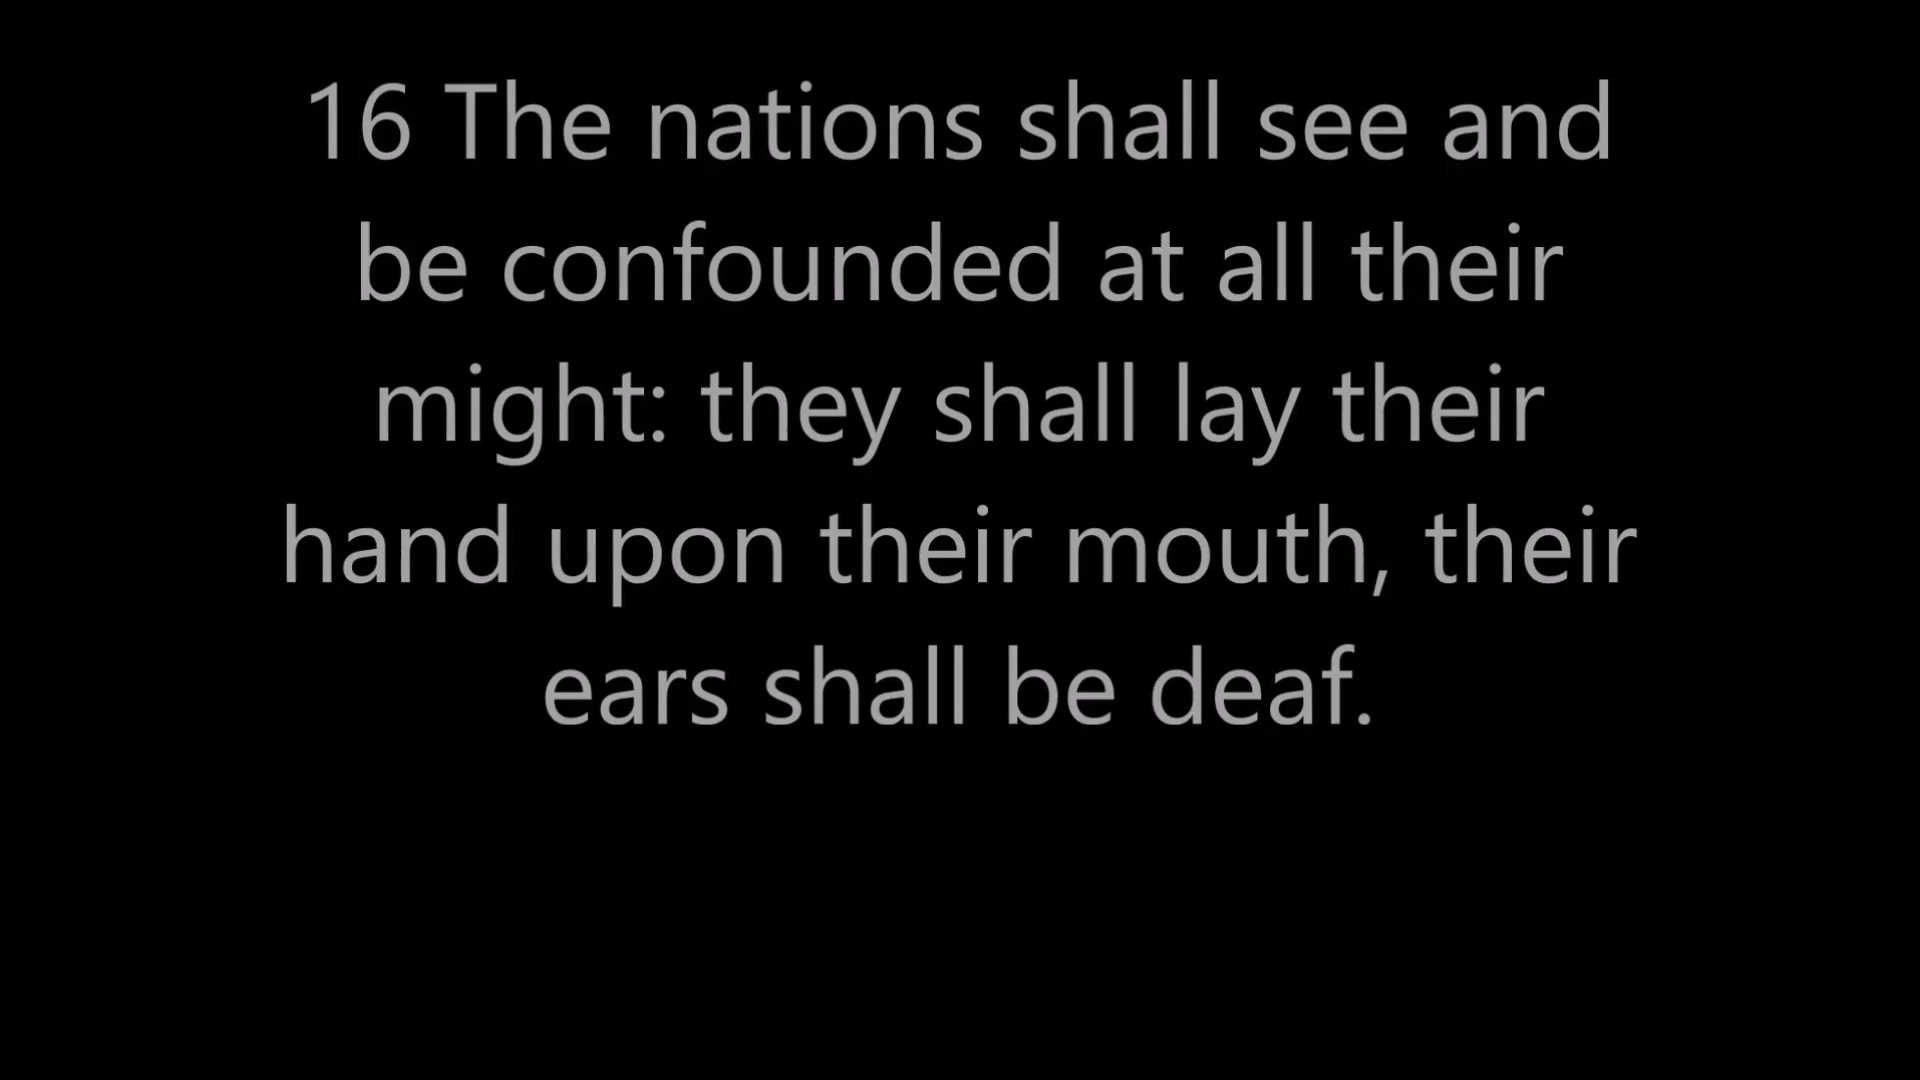 16 The nations shall see and
be confounded at all their
might: they shall lay their
hand upon their mouth, their
ears shall be deaf.